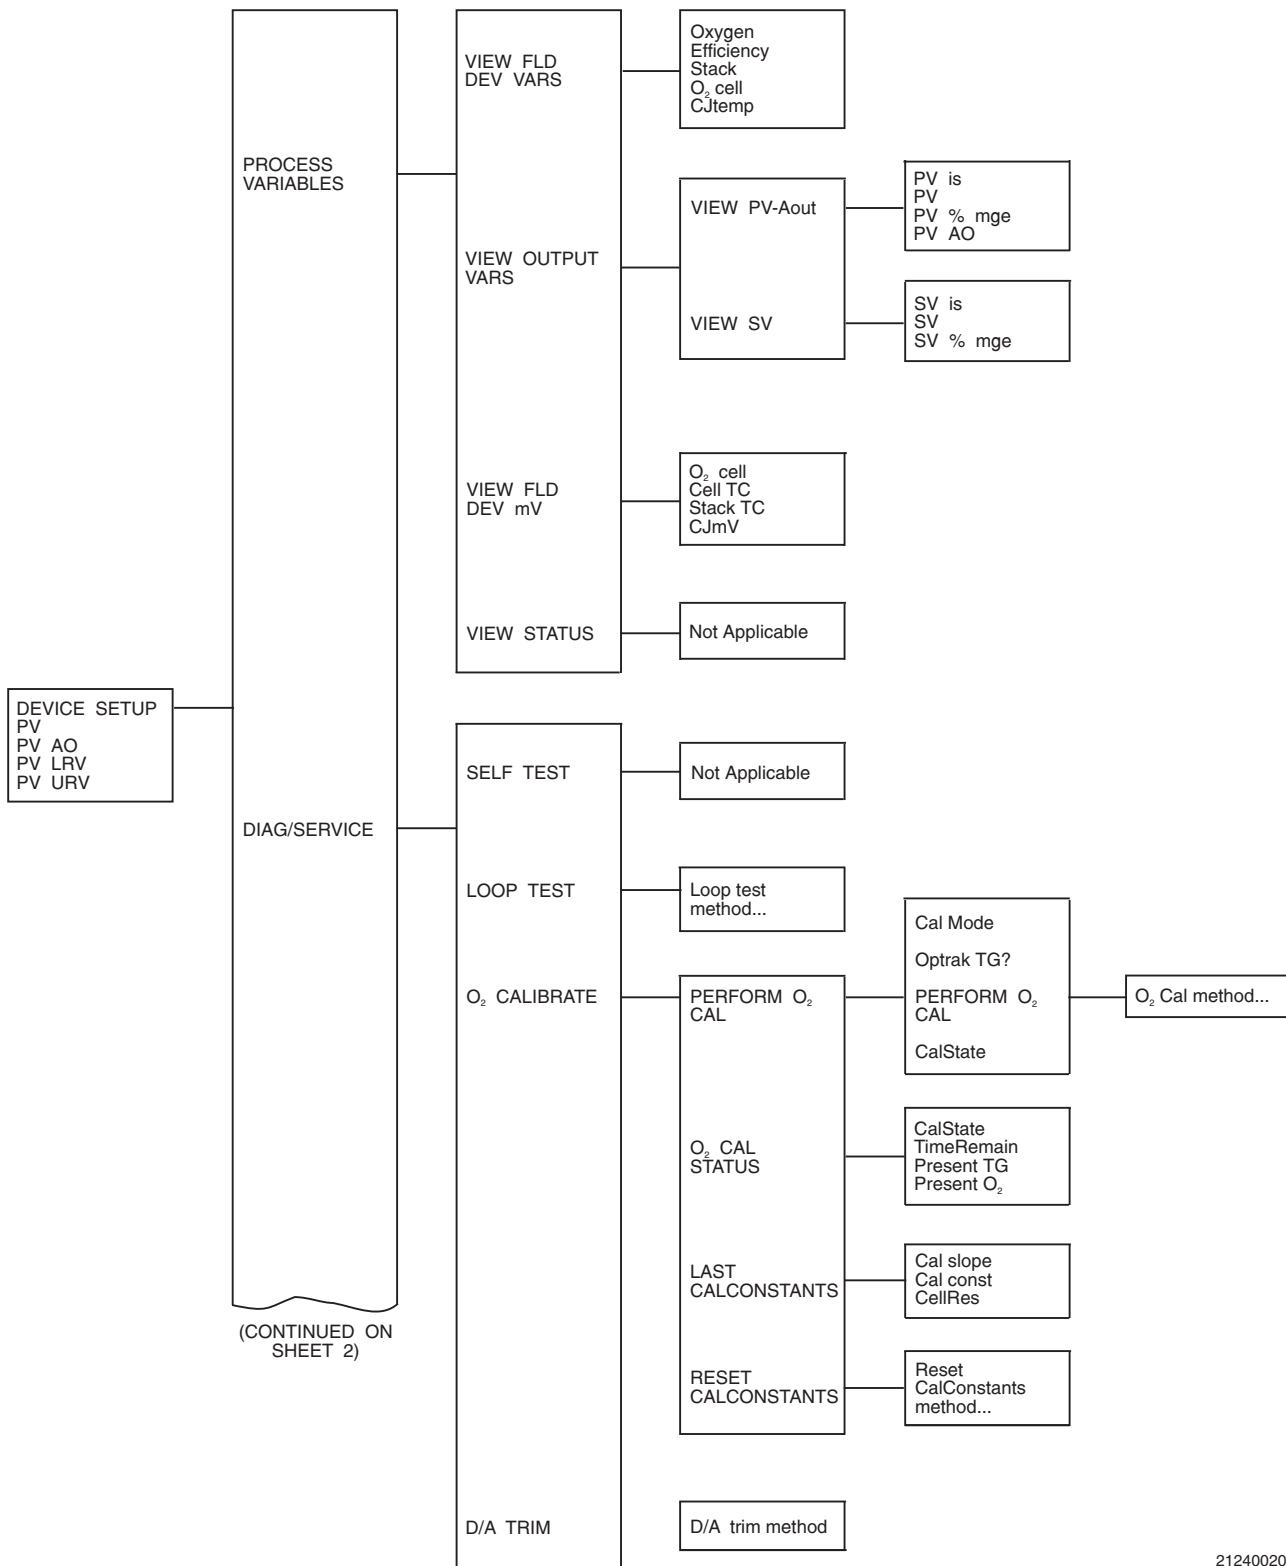 Oxygen
Efficiency
Stack
O₂ cell
CJtemp
VIEW FLD
DEV VARS
PROCESS
VARIABLES
VIEW PV-Aout
PV is
PV
PV % mge
PV AO
VIEW OUTPUT
VARS
VIEW SV
SV is
SV
SV % mge
VIEW FLD
DEV mV
O₂ cell
Cell TC
Stack TC
CJmV
VIEW STATUS
Not Applicable
DEVICE SETUP
PV
PV AO
PV LRV
PV URV
DIAG/SERVICE
SELF TEST
Not Applicable
LOOP TEST
Loop test
method...
O₂ CALIBRATE
PERFORM O₂
CAL
Cal Mode
Optrak TG?
PERFORM O₂
CAL
CalState
O₂ Cal method...
O₂ CAL
STATUS
CalState
TimeRemain
Present TG
Present O₂
LAST
CALCONSTANTS
Cal slope
Cal const
CellRes
RESET
CALCONSTANTS
Reset
CalConstants
method...
(CONTINUED ON
SHEET 2)
D/A TRIM
D/A trim method
21240020